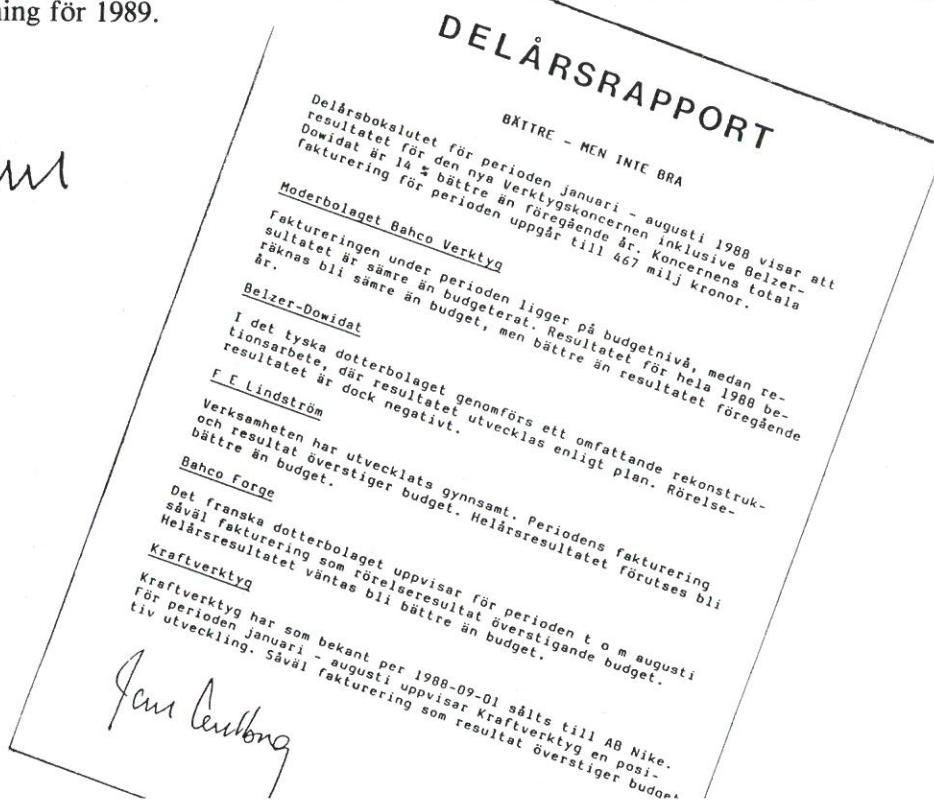 ing för 1989.
DELÅRSRAPPORT
BÄTTRE - MEN INTE BRA
Delårsbokslutet för perioden januari - augusti 1988 visar att
resultatet för den nya Verktygskoncernen inklusive Belzer-
Dowidat är 14 % bättre än föregående år. Koncernens totala
fakturering för perioden uppgår till 467 milj kronor.
Moderbolaget Bahco Verktyg
Faktureringen under perioden ligger på budgetnivå, medan re-
sultatet är sämre än budgeterat. Resultatet för hela 1988 be-
räknas bli sämre än budget, men bättre än resultatet föregående
år.
Belzer-Dowidat
I det tyska dotterbolaget genomförs ett omfattande rekonstruk-
tionsarbete, där resultatet utvecklas enligt plan. Rörelse-
resultatet är dock negativt.
F E Lindström
Verksamheten har utvecklats gynnsamt. Periodens fakturering
och resultat överstiger budget. Helårsresultatet förutses bli
bättre än budget.
Bahco Forge
Det franska dotterbolaget uppvisar för perioden t o m augusti
såväl fakturering som rörelseresultat överstigande budget.
Helårsresultatet väntas bli bättre än budget.
Kraftverktyg
Kraftverktyg har som bekant per 1988-09-01 sålts till AB Nike.
För perioden januari - augusti uppvisar Kraftverktyg en posi-
tiv utveckling. Såväl fakturering som resultat överstiger budget